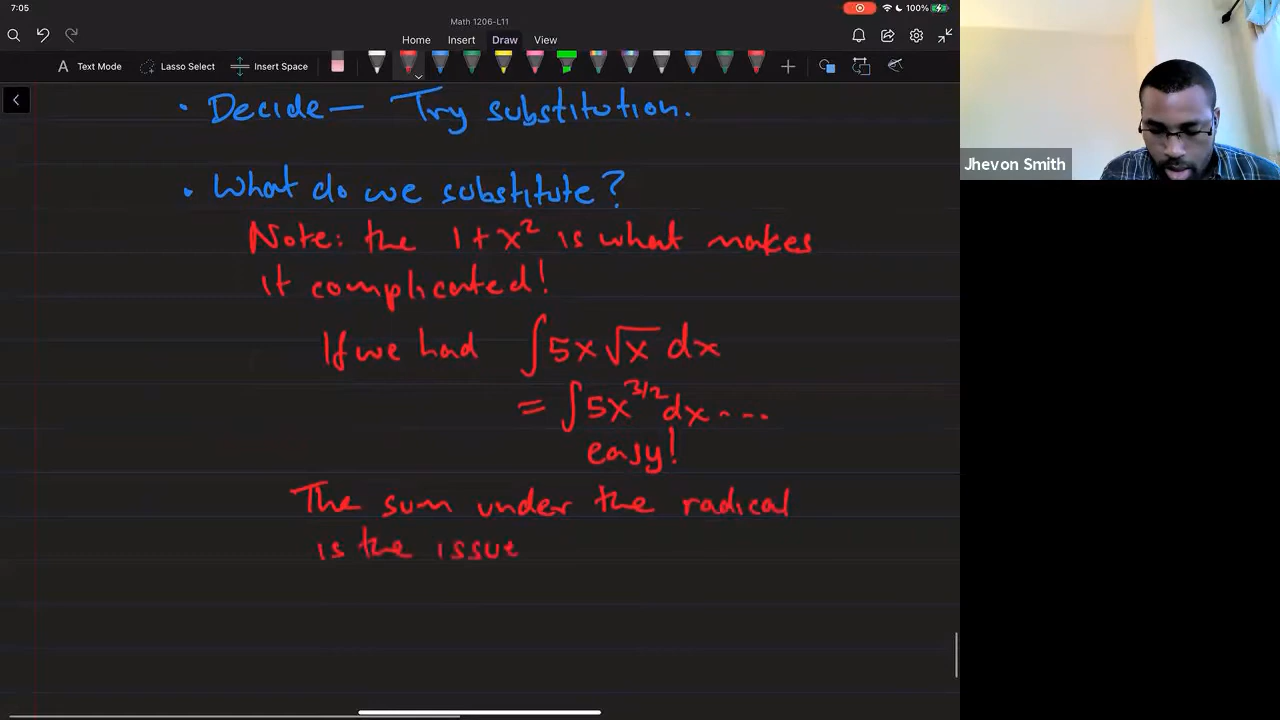 7:05
100%
Math 1206-L11
Home Insert Draw View
Text Mode Lasso Select Insert Space
• Decide — Try substitution.
• What do we substitute?
Note: the 1 + x² is what makes
it complicated!
If we had ∫5x√x dx
= ∫5x^{3/2} dx ...
easy!
The sum under the radical
is the issue
Jhevon Smith